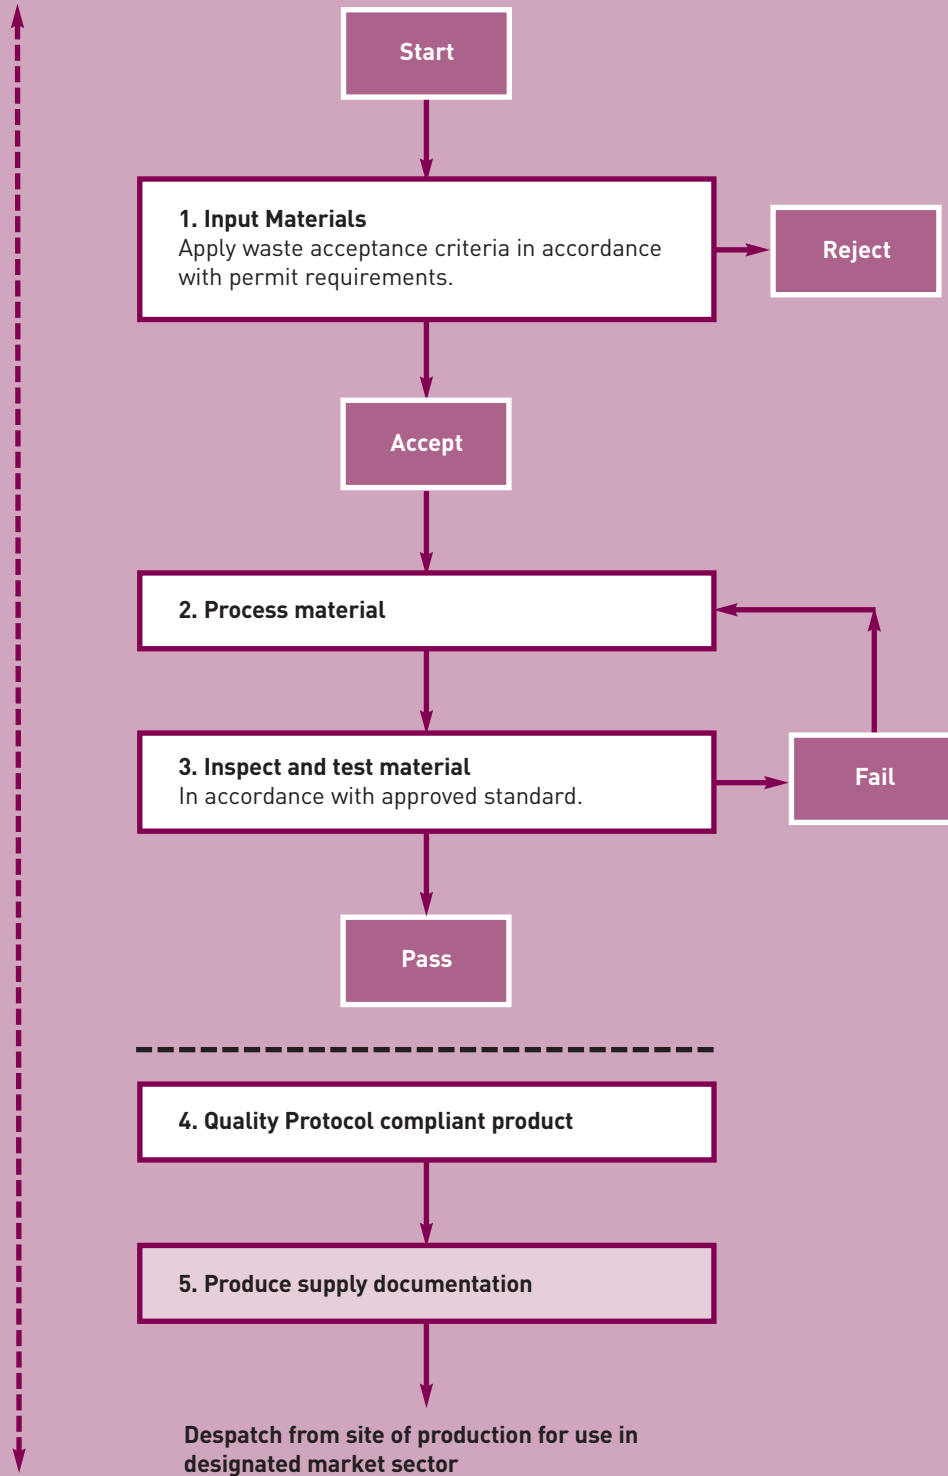 Start
1. Input Materials
Apply waste acceptance criteria in accordance
with permit requirements.
Reject
Accept
2. Process material
3. Inspect and test material
In accordance with approved standard.
Fail
Pass
4. Quality Protocol compliant product
5. Produce supply documentation
Despatch from site of production for use in
designated market sector